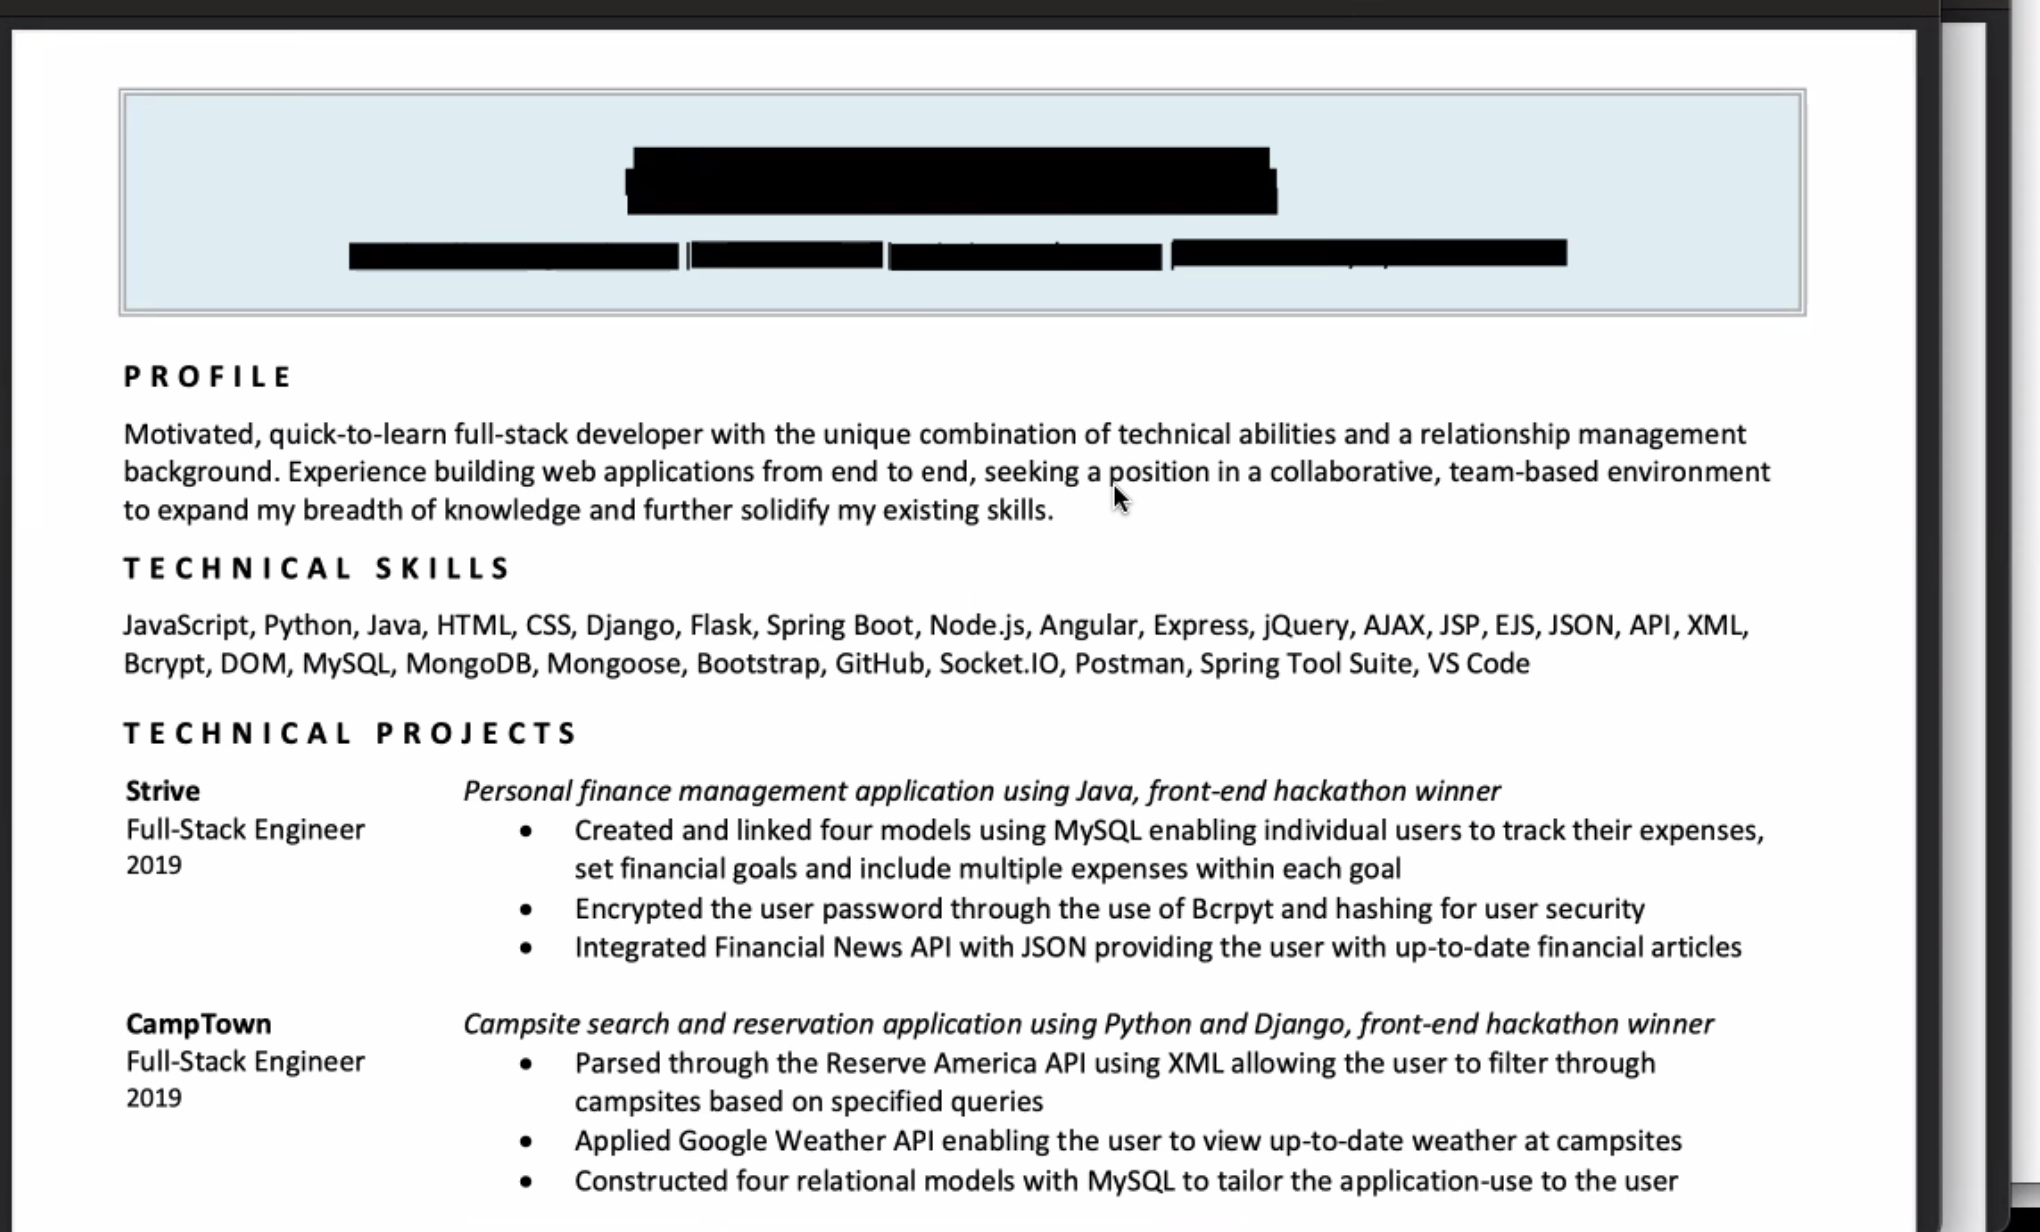 PROFILE
Motivated, quick-to-learn full-stack developer with the unique combination of technical abilities and a relationship management
background. Experience building web applications from end to end, seeking a position in a collaborative, team-based environment
to expand my breadth of knowledge and further solidify my existing skills.
TECHNICAL SKILLS
JavaScript, Python, Java, HTML, CSS, Django, Flask, Spring Boot, Node.js, Angular, Express, jQuery, AJAX, JSP, EJS, JSON, API, XML,
Bcrypt, DOM, MySQL, MongoDB, Mongoose, Bootstrap, GitHub, Socket.IO, Postman, Spring Tool Suite, VS Code
TECHNICAL PROJECTS
Strive
Full-Stack Engineer
2019
Personal finance management application using Java, front-end hackathon winner
• Created and linked four models using MySQL enabling individual users to track their expenses,
set financial goals and include multiple expenses within each goal
• Encrypted the user password through the use of Bcrpyt and hashing for user security
• Integrated Financial News API with JSON providing the user with up-to-date financial articles
CampTown
Full-Stack Engineer
2019
Campsite search and reservation application using Python and Django, front-end hackathon winner
• Parsed through the Reserve America API using XML allowing the user to filter through
campsites based on specified queries
• Applied Google Weather API enabling the user to view up-to-date weather at campsites
• Constructed four relational models with MySQL to tailor the application-use to the user